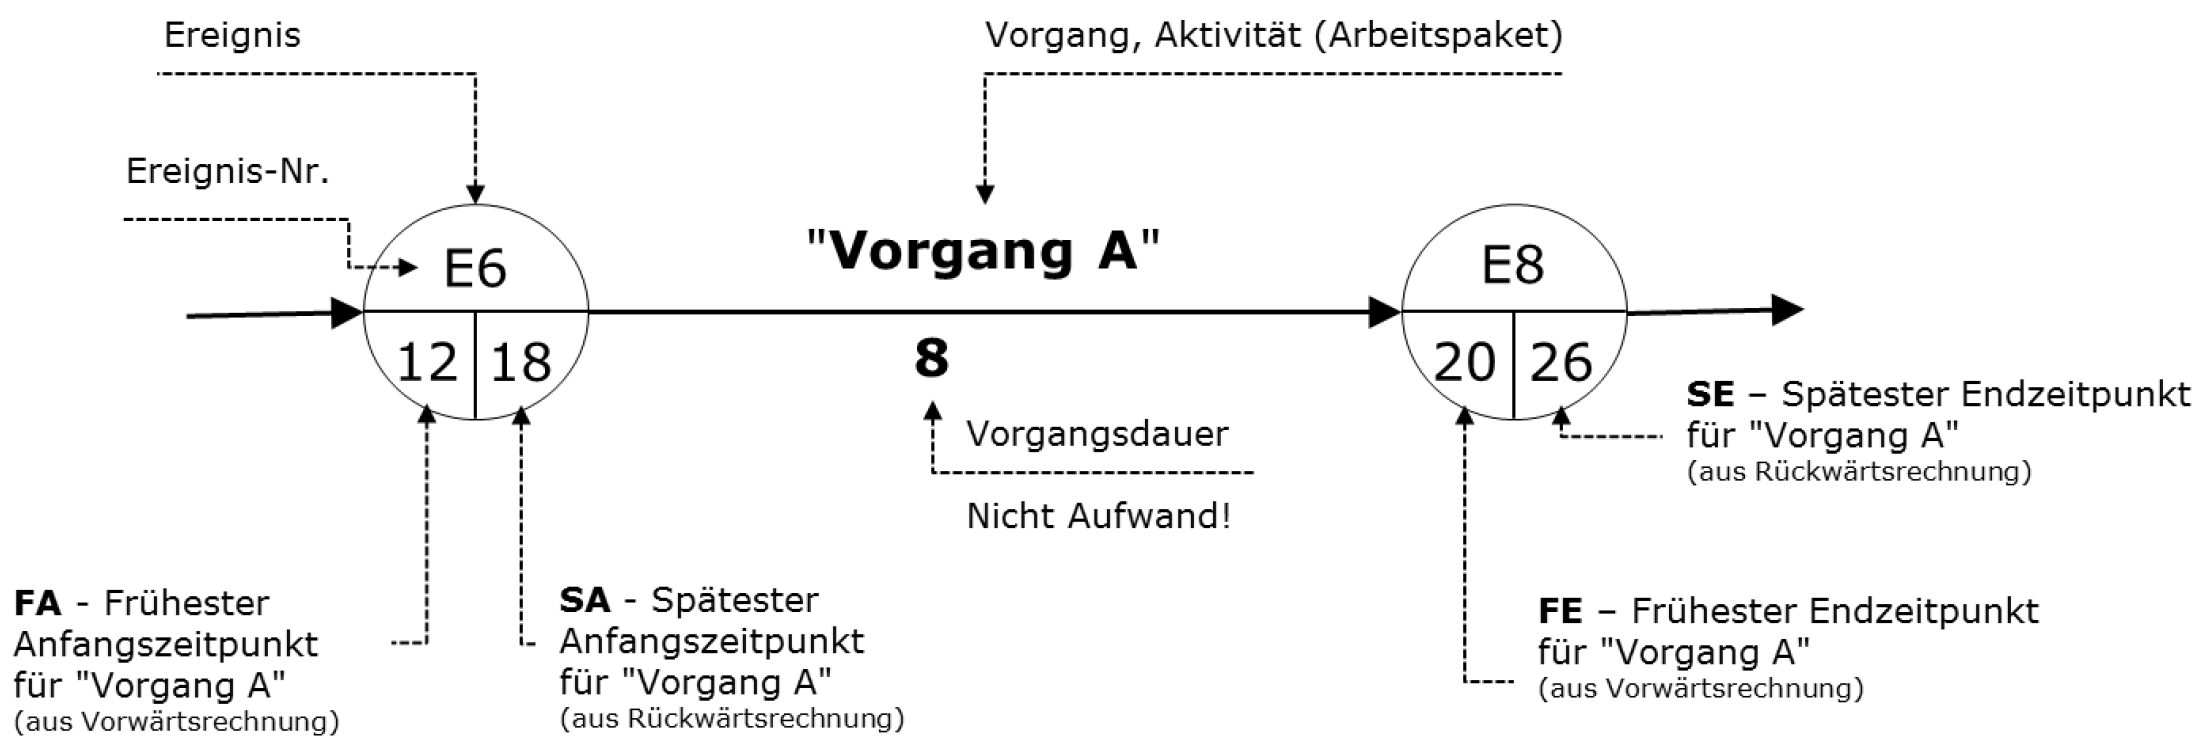 Ereignis
Vorgang, Aktivität (Arbeitspaket)
Ereignis-Nr.
E6
12 18
"Vorgang A"
8
E8
20 26
Vorgangsdauer
Nicht Aufwand!
SE – Spätester Endzeitpunkt
für "Vorgang A"
(aus Rückwärtsrechnung)
FA - Frühester
Anfangszeitpunkt
für "Vorgang A"
(aus Vorwärtsrechnung)
SA - Spätester
Anfangszeitpunkt
für "Vorgang A"
(aus Rückwärtsrechnung)
FE – Frühester Endzeitpunkt
für "Vorgang A"
(aus Vorwärtsrechnung)